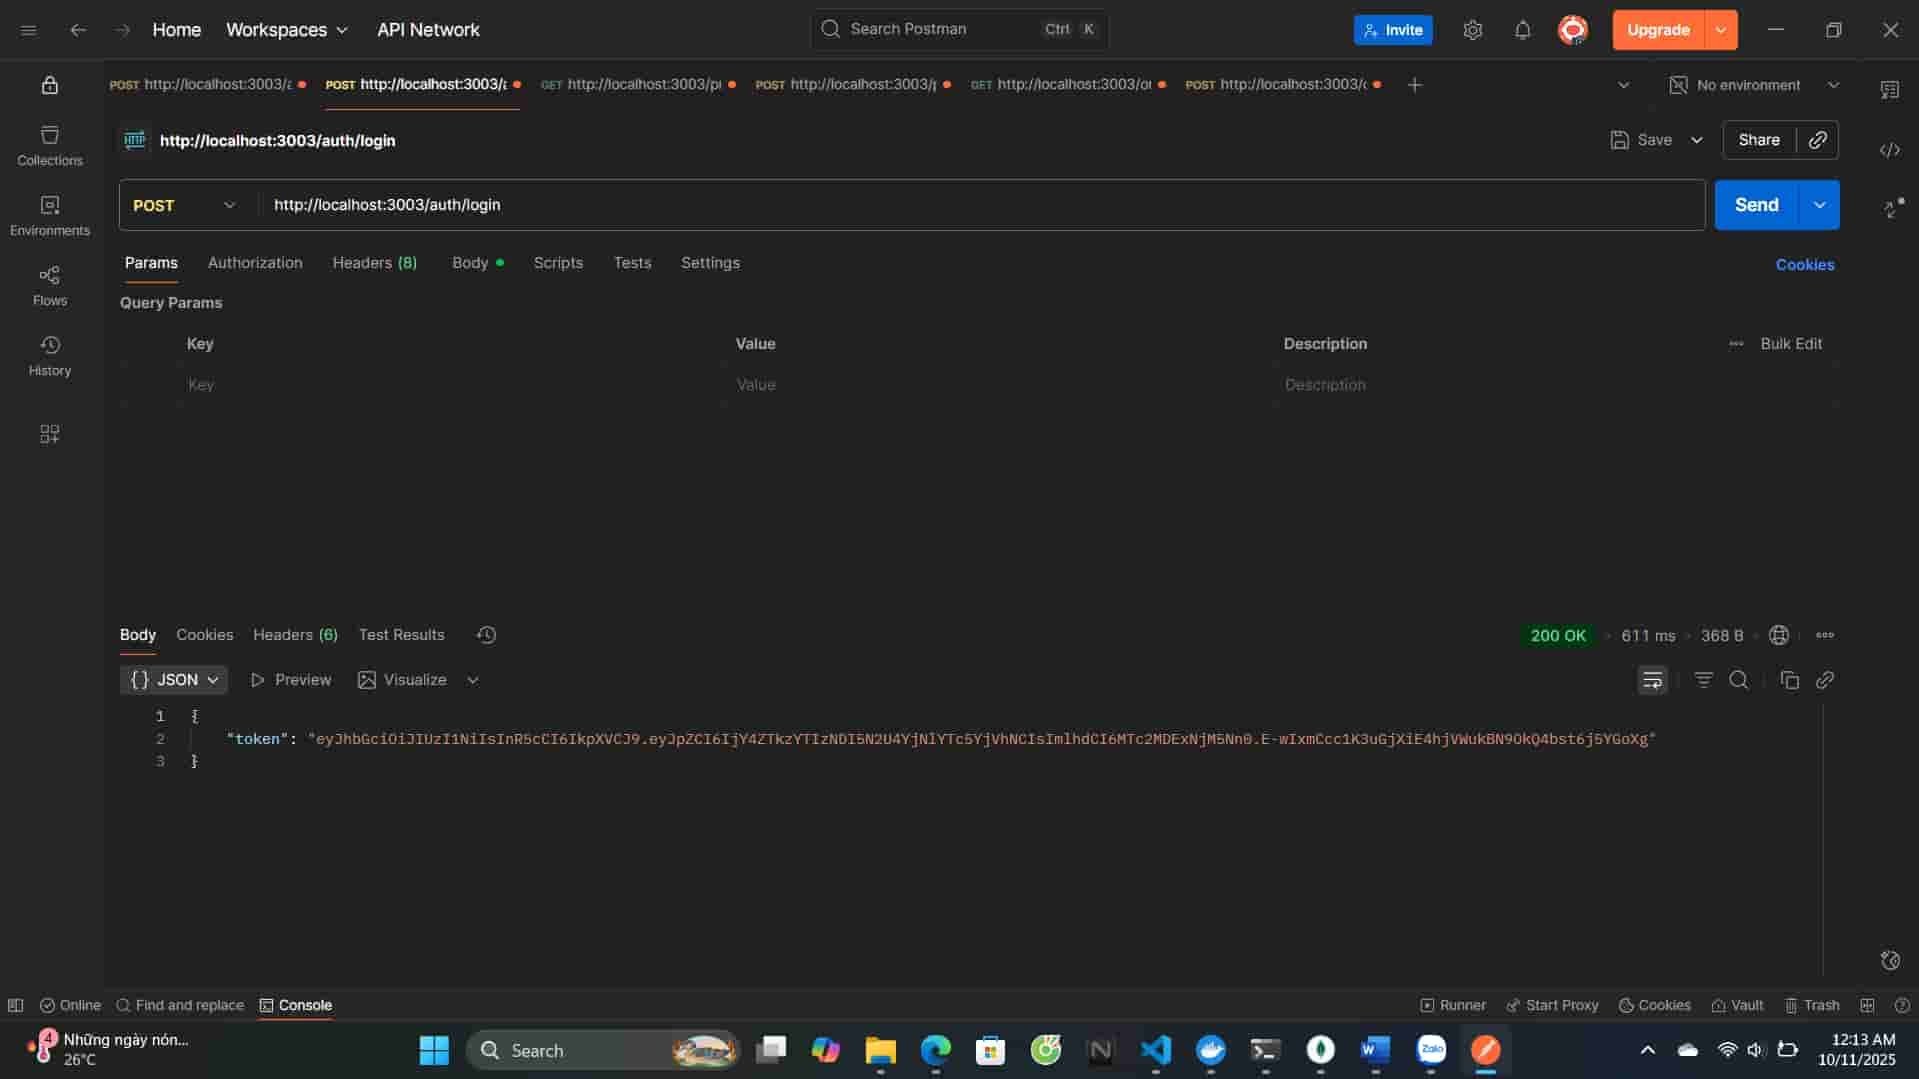 Home Workspaces API Network Search Postman Ctrl K Invite Upgrade
POST http://localhost:3003/a POST http://localhost:3003/a GET http://localhost:3003/pr POST http://localhost:3003/p GET http://localhost:3003/or POST http://localhost:3003/o No environment
HTTP http://localhost:3003/auth/login Save Share
POST http://localhost:3003/auth/login Send
Params Authorization Headers (8) Body Scripts Tests Settings Cookies
Query Params
Key Value Description Bulk Edit
Key Value Description
Collections
Environments
Flows
History
Body Cookies Headers (6) Test Results 200 OK 611 ms 368 B
{} JSON Preview Visualize
1 {
2 "token": "eyJhbGciOiJIUzI1NiIsInR5cCI6IkpXVCJ9.eyJpZCI6IjY4ZTkzYTIzNDI5N2U4YjNlYTc5YjVhNCIsImlhdCI6MTc2MDExNjM5Nn0.E-wIxmCcc1K3uGjXiE4hjVWukBN9OkQ4bst6j5YGoXg"
3 }
Online Find and replace Console Runner Start Proxy Cookies Vault Trash
4 Những ngày nón...
26°C
Search
Zalo
12:13 AM
10/11/2025